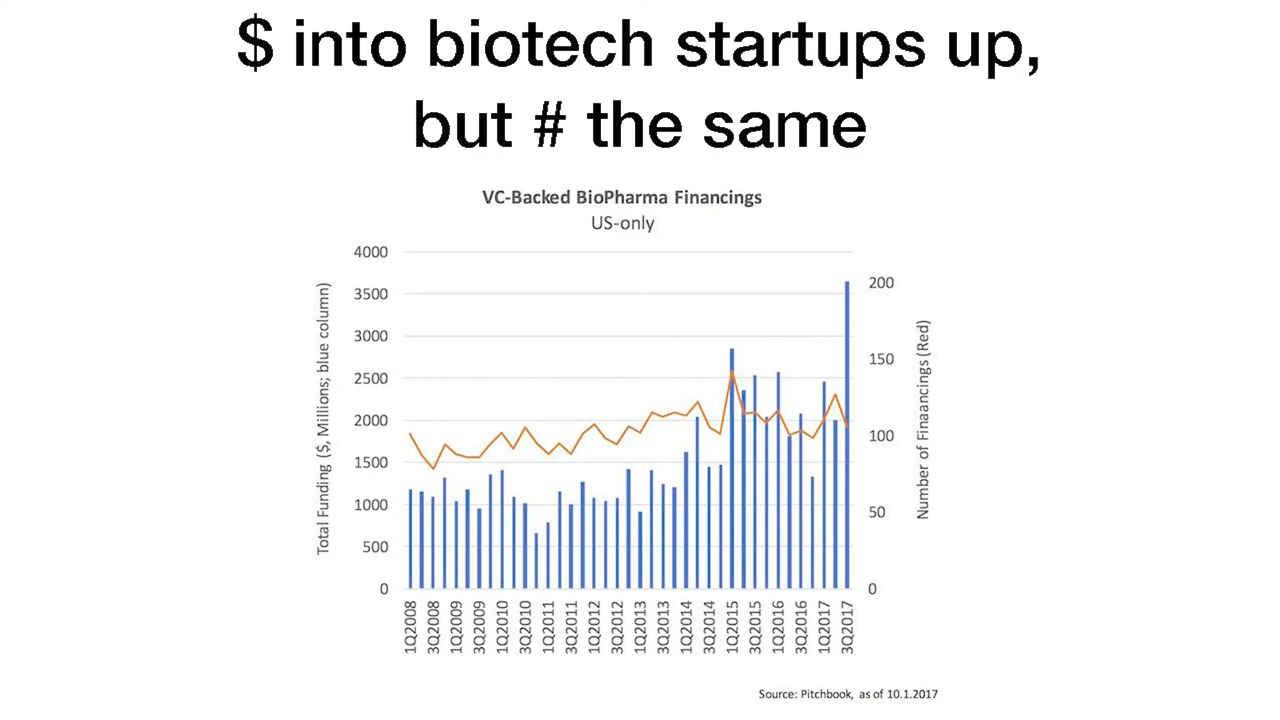 $ into biotech startups up,
but # the same
VC-Backed BioPharma Financings
US-only
4000
3500
3000
2500
2000
1500
1000
500
0
Total Funding ($, Millions; blue column)
200
150
100
50
0
Number of Finaancings (Red)
1Q2008
3Q2008
1Q2009
3Q2009
1Q2010
3Q2010
1Q2011
3Q2011
1Q2012
3Q2012
1Q2013
3Q2013
1Q2014
3Q2014
1Q2015
3Q2015
1Q2016
3Q2016
1Q2017
3Q2017
Source: Pitchbook, as of 10.1.2017